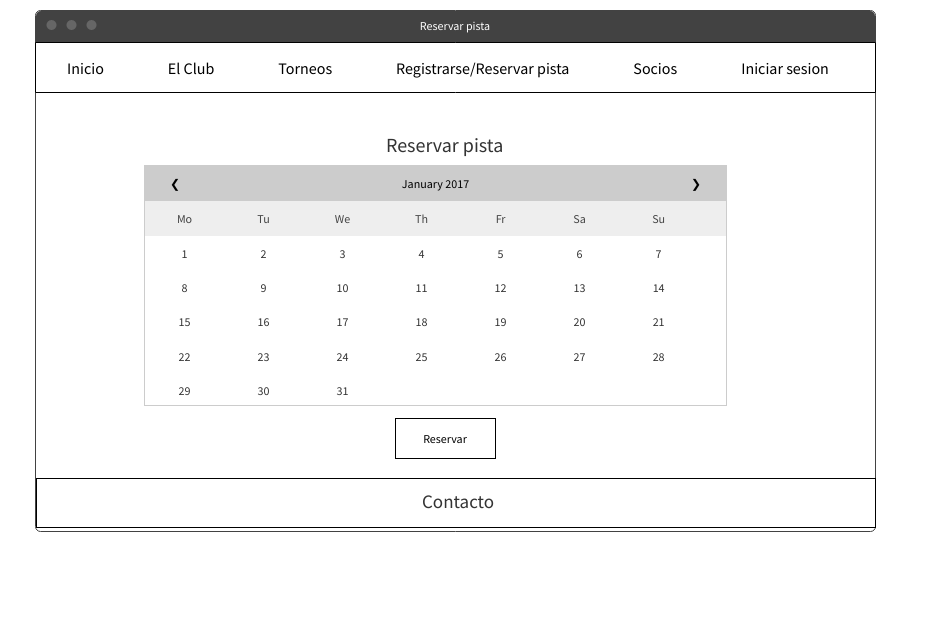 Reservar pista
Inicio El Club Torneos Registrarse/Reservar pista Socios Iniciar sesion
Reservar pista
❮ January 2017 ❯
Mo Tu We Th Fr Sa Su
1 2 3 4 5 6 7
8 9 10 11 12 13 14
15 16 17 18 19 20 21
22 23 24 25 26 27 28
29 30 31
Reservar
Contacto